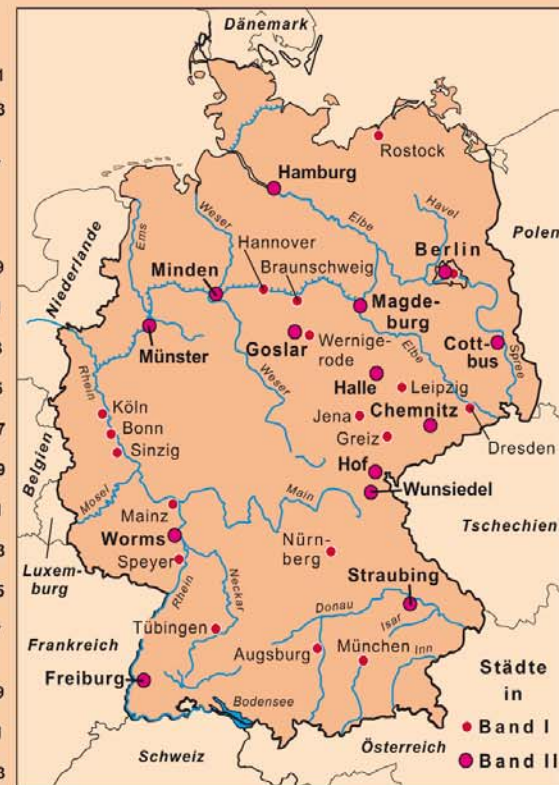 Dänemark
Rostock
Hamburg
Weser
Elbe
Havel
Ems
Hannover
Berlin
Polen
Niederlande
Minden
Braunschweig
Magde-
burg
Münster
Goslar
Wernige-
rode
Elbe
Cott-
bus
Spree
Weser
Halle
Leipzig
Rhein
Köln
Jena
Chemnitz
Bonn
Greiz
Dresden
Sinzig
Belgien
Hof
Mosel
Main
Wunsiedel
Mainz
Tschechien
Worms
Nürn-
berg
Speyer
Luxem-
burg
Straubing
Rhein
Neckar
Donau
Isar
Tübingen
Frankreich
Augsburg
München
Inn
Freiburg
Bodensee
Schweiz
Österreich
Städte
in
Band I
Band II